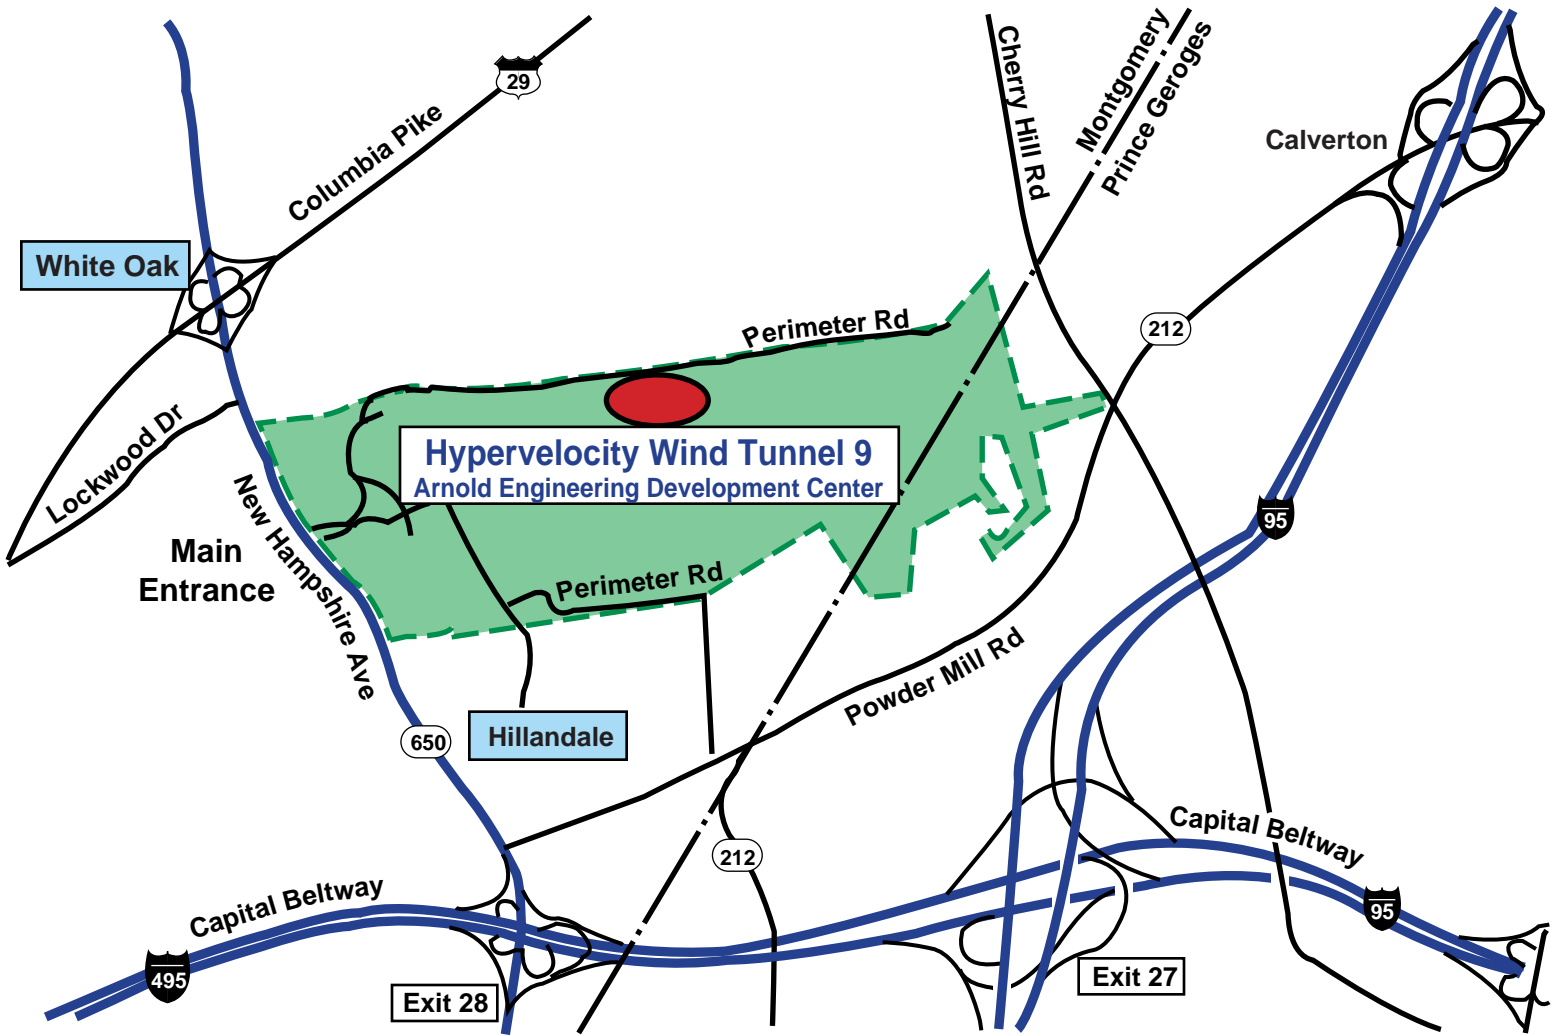 29
Columbia Pike
Cherry Hill Rd
Montgomery
Prince Geroges
Calverton
White Oak
Perimeter Rd
212
Lockwood Dr
Hypervelocity Wind Tunnel 9
Arnold Engineering Development Center
New Hampshire Ave
95
Main
Entrance
Perimeter Rd
Powder Mill Rd
650
Hillandale
Capital Beltway
212
Capital Beltway
95
495
Exit 28
Exit 27